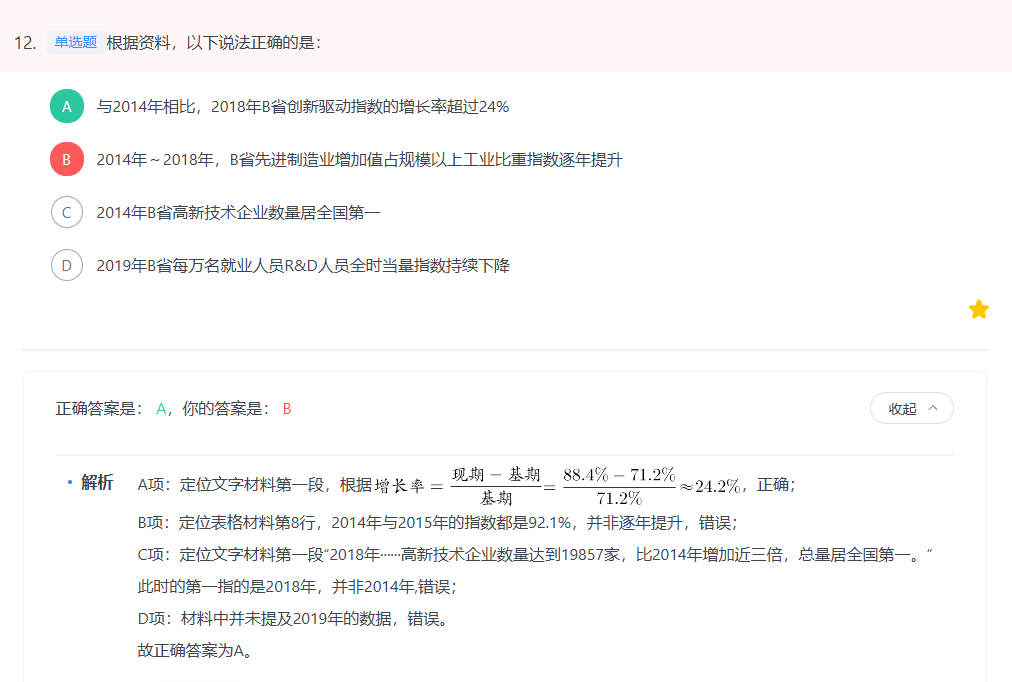 12. 单选题 根据资料，以下说法正确的是：
A 与2014年相比，2018年B省创新驱动指数的增长率超过24%
B 2014年～2018年，B省先进制造业增加值占规模以上工业比重指数逐年提升
C 2014年B省高新技术企业数量居全国第一
D 2019年B省每万名就业人员R&D人员全时当量指数持续下降
正确答案是： A，你的答案是： B
收起
解析 A项：定位文字材料第一段，根据增长率 = (现期 − 基期)/基期 = (88.4% − 71.2%)/71.2% ≈24.2%，正确；
B项：定位表格材料第8行，2014年与2015年的指数都是92.1%，并非逐年提升，错误；
C项：定位文字材料第一段“2018年······高新技术企业数量达到19857家，比2014年增加近三倍，总量居全国第一。”
此时的第一指的是2018年，并非2014年,错误；
D项：材料中并未提及2019年的数据，错误。
故正确答案为A。